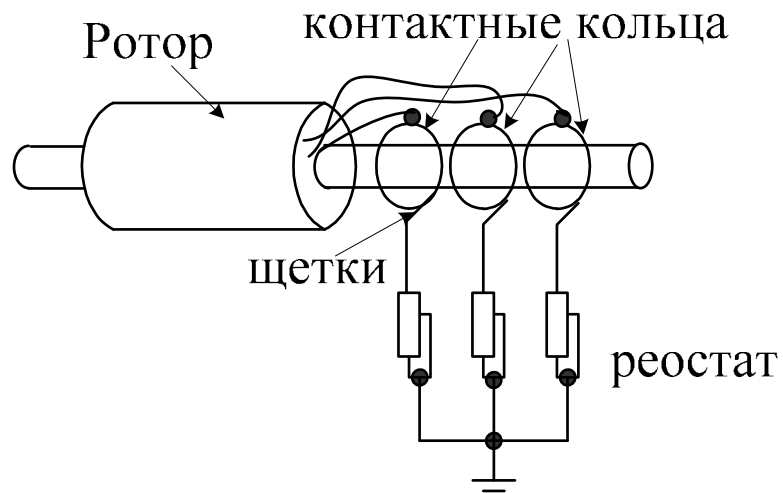 Ротор
контактные кольца
щетки
реостат